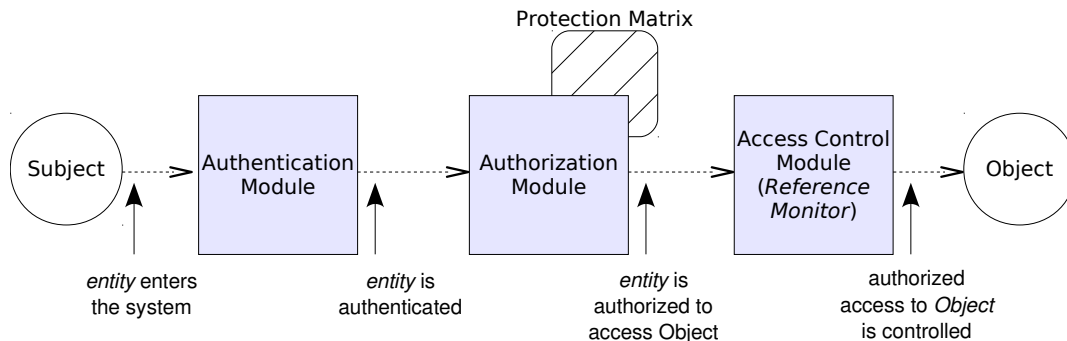 Protection Matrix
Subject
Authentication
Module
Authorization
Module
Access Control
Module
(Reference
Monitor)
Object
entity enters
the system
entity is
authenticated
entity is
authorized to
access Object
authorized
access to Object
is controlled